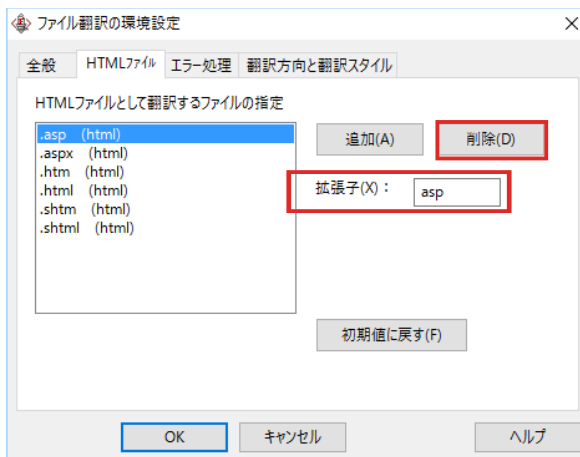 ファイル翻訳の環境設定
全般 HTMLファイル エラー処理 翻訳方向と翻訳スタイル
HTMLファイルとして翻訳するファイルの指定
.asp (html)
.aspx (html)
.htm (html)
.html (html)
.shtm (html)
.shtml (html)
追加(A) 削除(D)
拡張子(X)： asp
初期値に戻す(F)
OK キャンセル ヘルプ